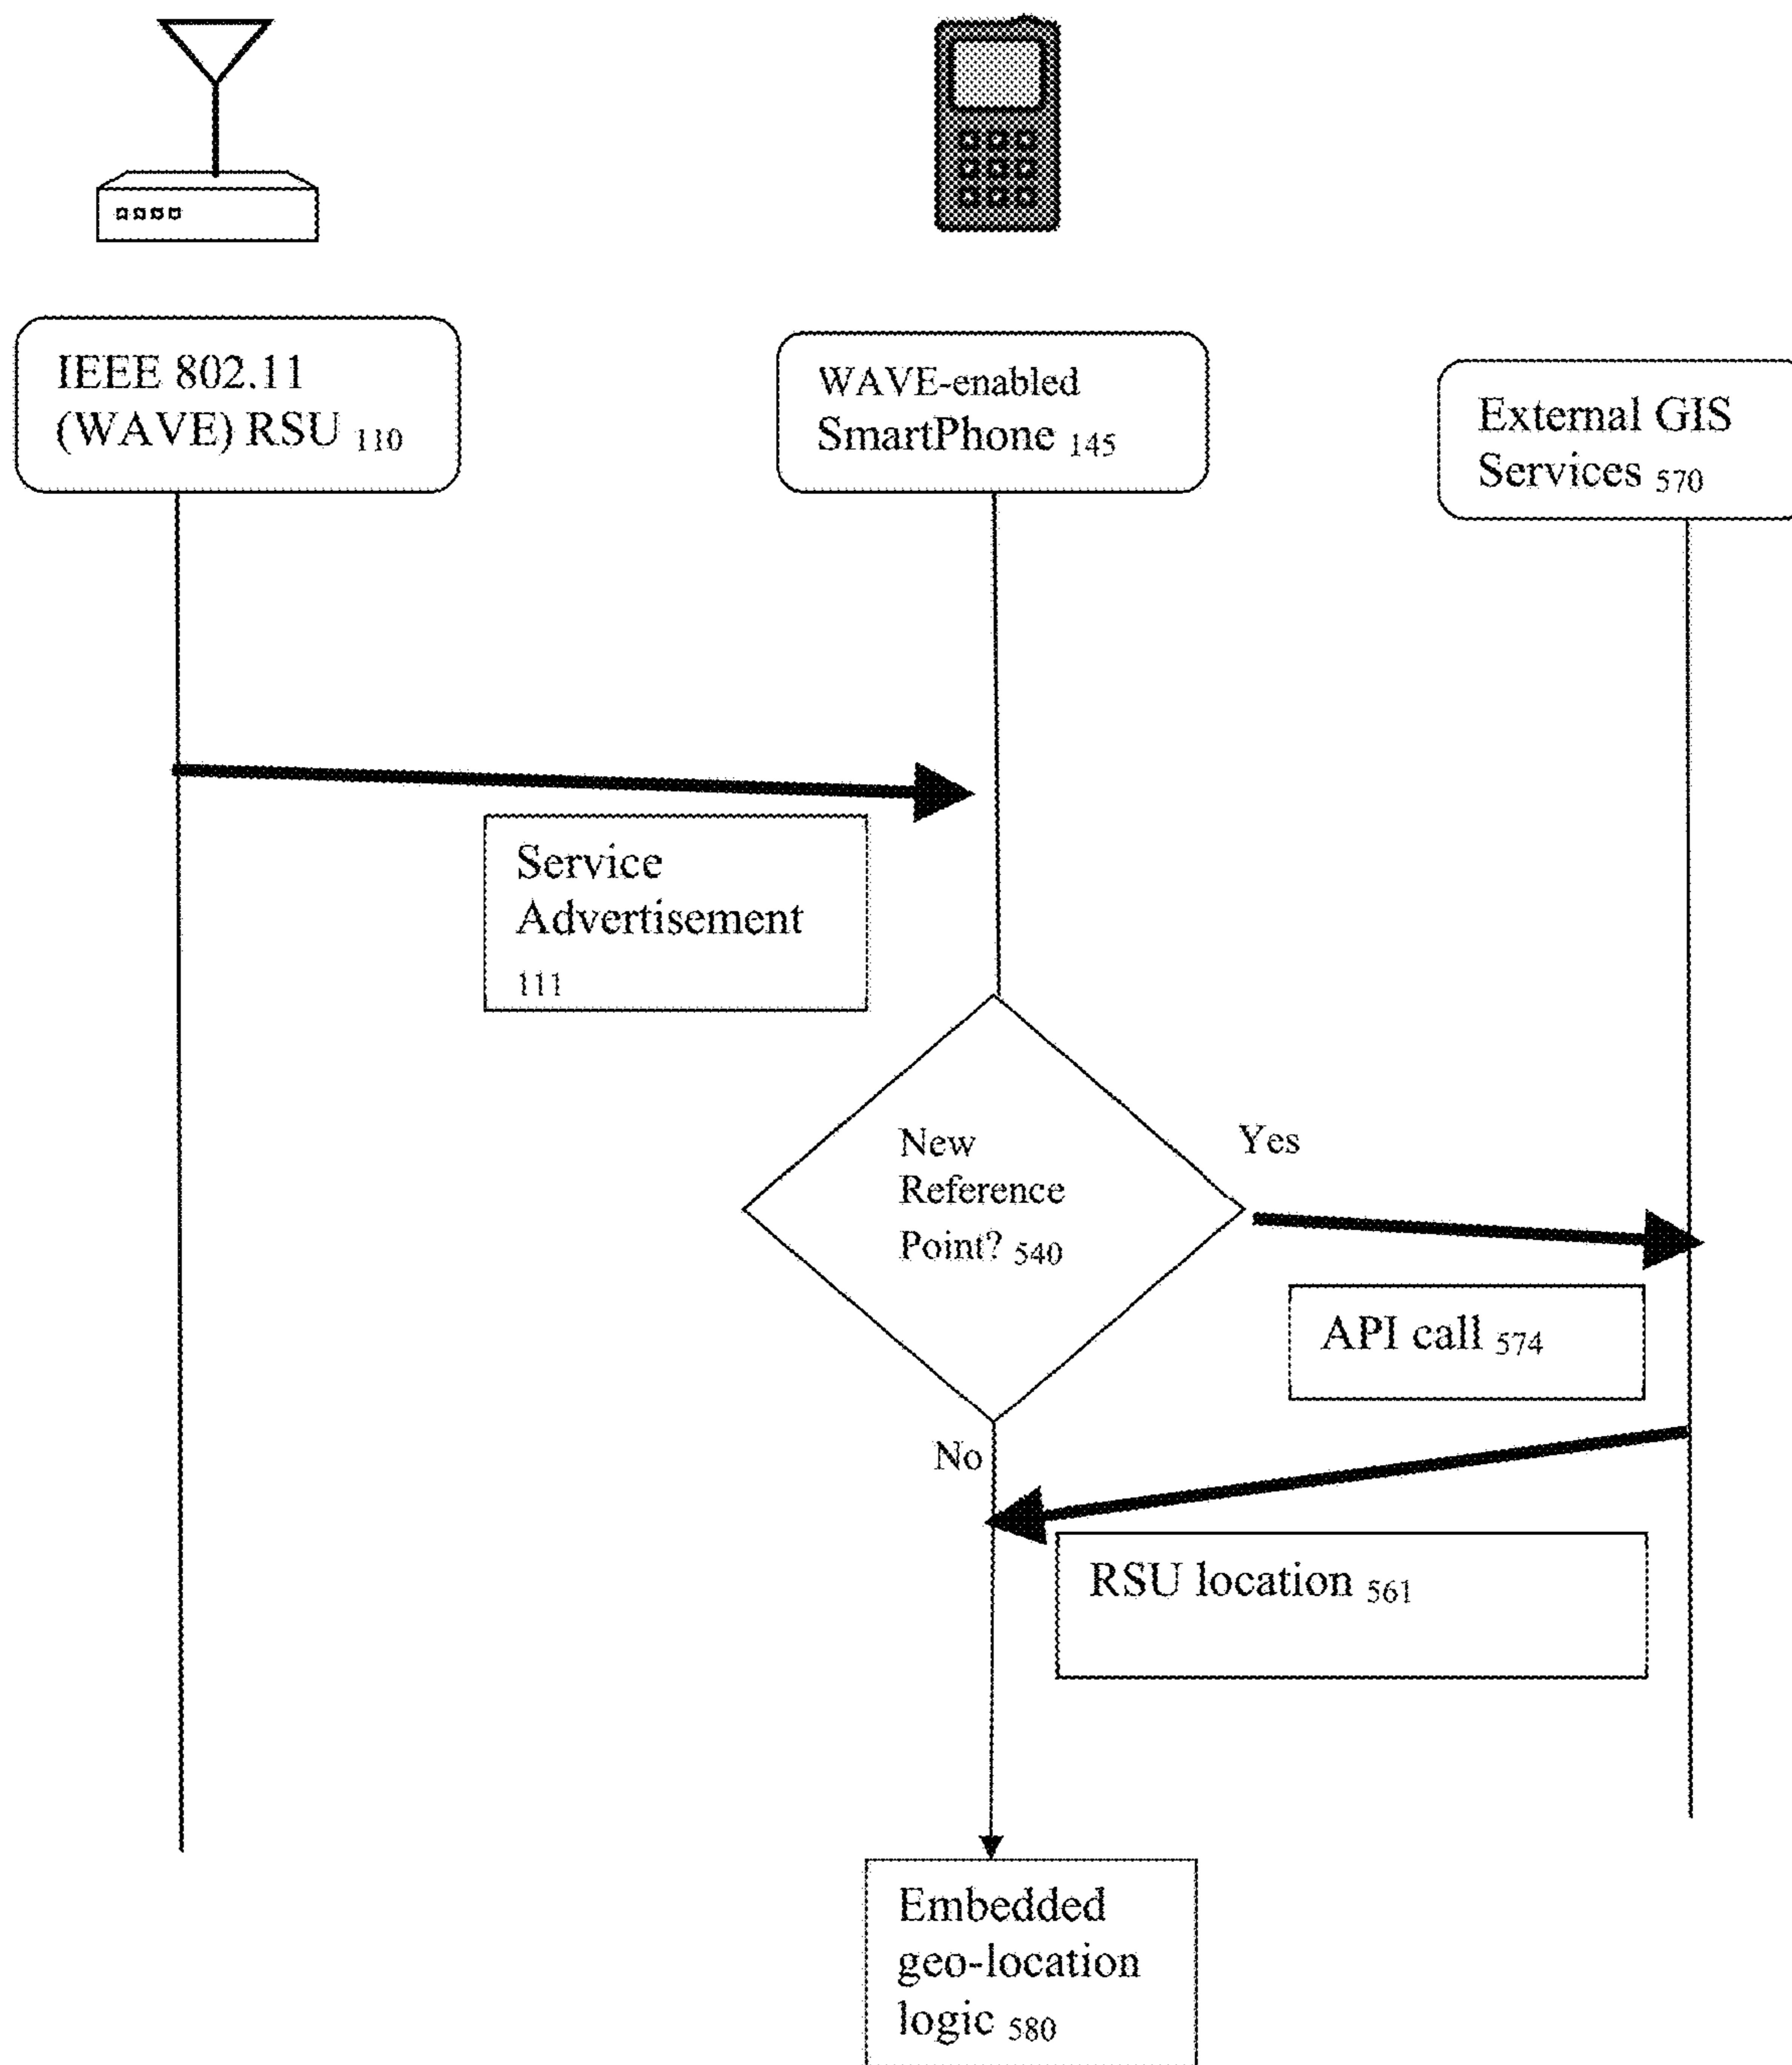 IEEE 802.11
(WAVE) RSU 110
WAVE-enabled
SmartPhone 145
External GIS
Services 570
Service
Advertisement
111
New
Reference
Point? 540
Yes
API call 574
No
RSU location 561
Embedded
geo-location
logic 580